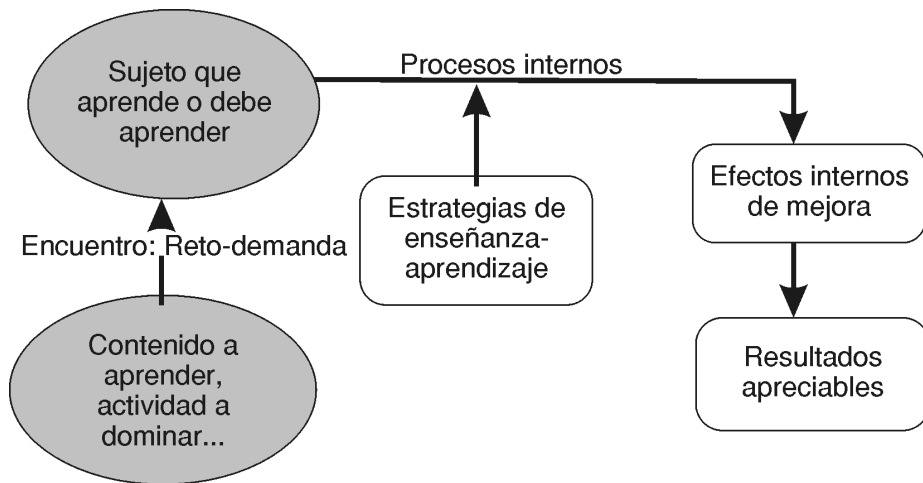 Sujeto que
aprende o debe
aprender
Procesos internos
Efectos internos
de mejora
Estrategias de
enseñanza-
aprendizaje
Encuentro: Reto-demanda
Contenido a
aprender,
actividad a
dominar...
Resultados
apreciables